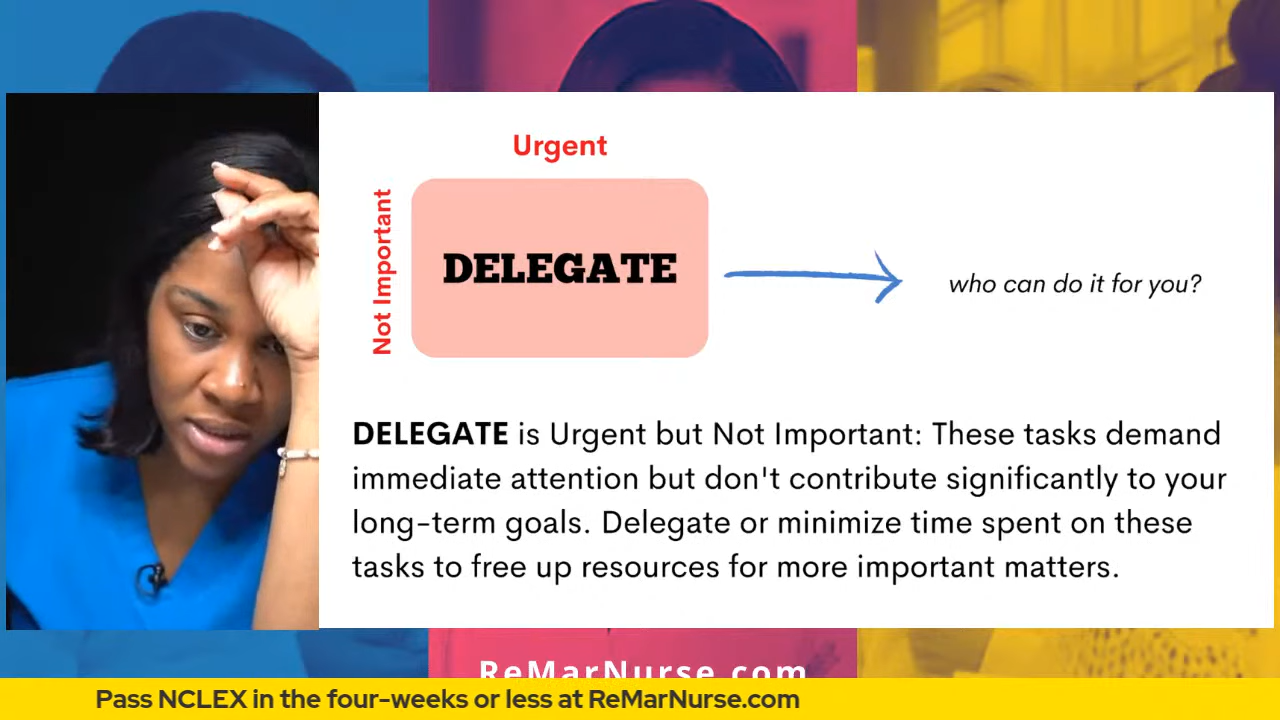 Urgent
Not Important
DELEGATE
who can do it for you?
DELEGATE is Urgent but Not Important: These tasks demand
immediate attention but don't contribute significantly to your
long-term goals. Delegate or minimize time spent on these
tasks to free up resources for more important matters.
ReMarNurse.com
Pass NCLEX in the four-weeks or less at ReMarNurse.com